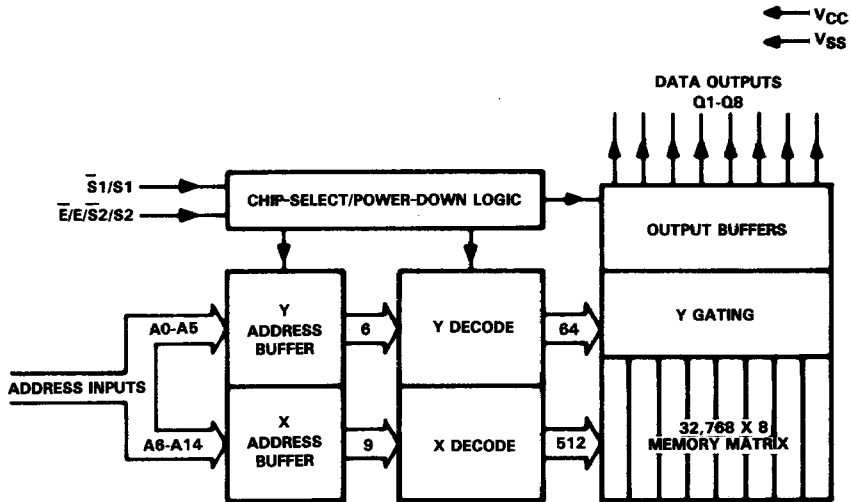 VCC
VSS
DATA OUTPUTS
Q1-Q8
S̅1/S1
E̅/E/S̅2/S2
CHIP-SELECT/POWER-DOWN LOGIC
OUTPUT BUFFERS
A0-A5
Y
ADDRESS
BUFFER
6
Y DECODE
64
Y GATING
ADDRESS INPUTS
A6-A14
X
ADDRESS
BUFFER
9
X DECODE
512
32,768 X 8
MEMORY MATRIX